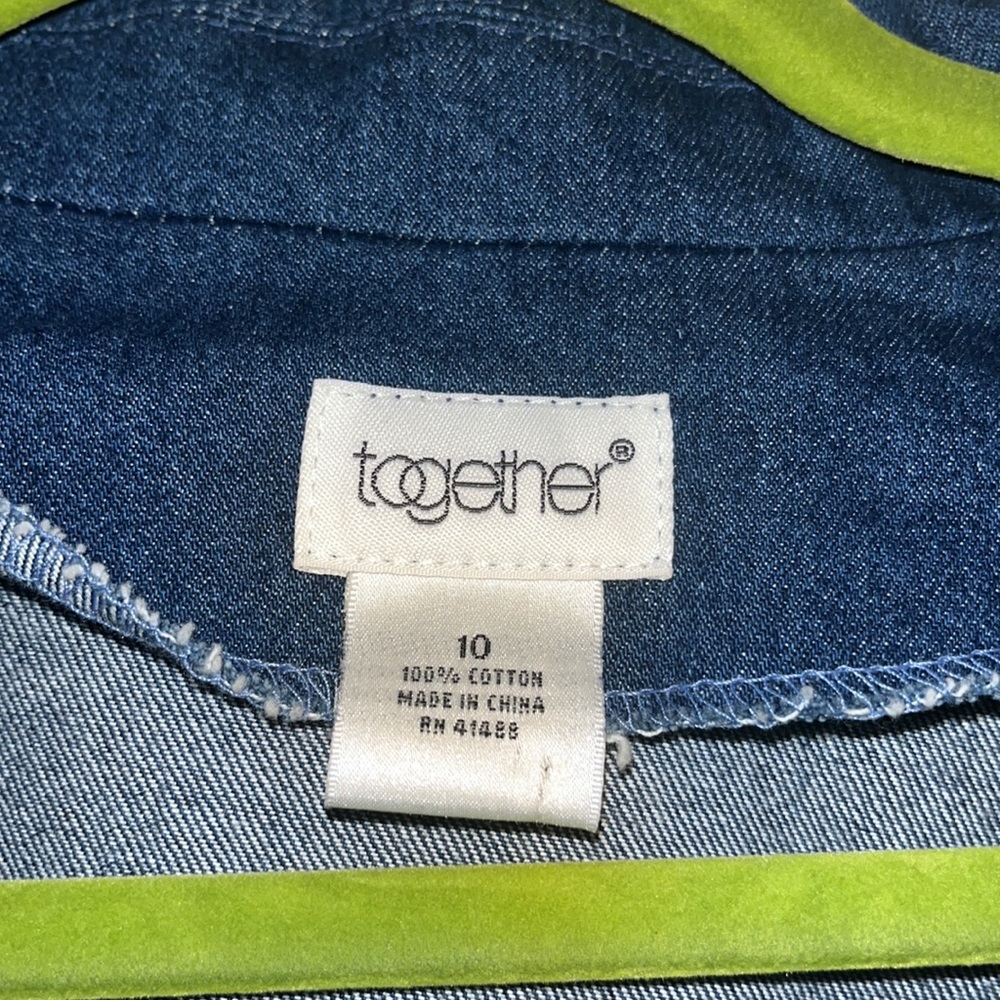 together®
10
100% COTTON
MADE IN CHINA
RN 41488